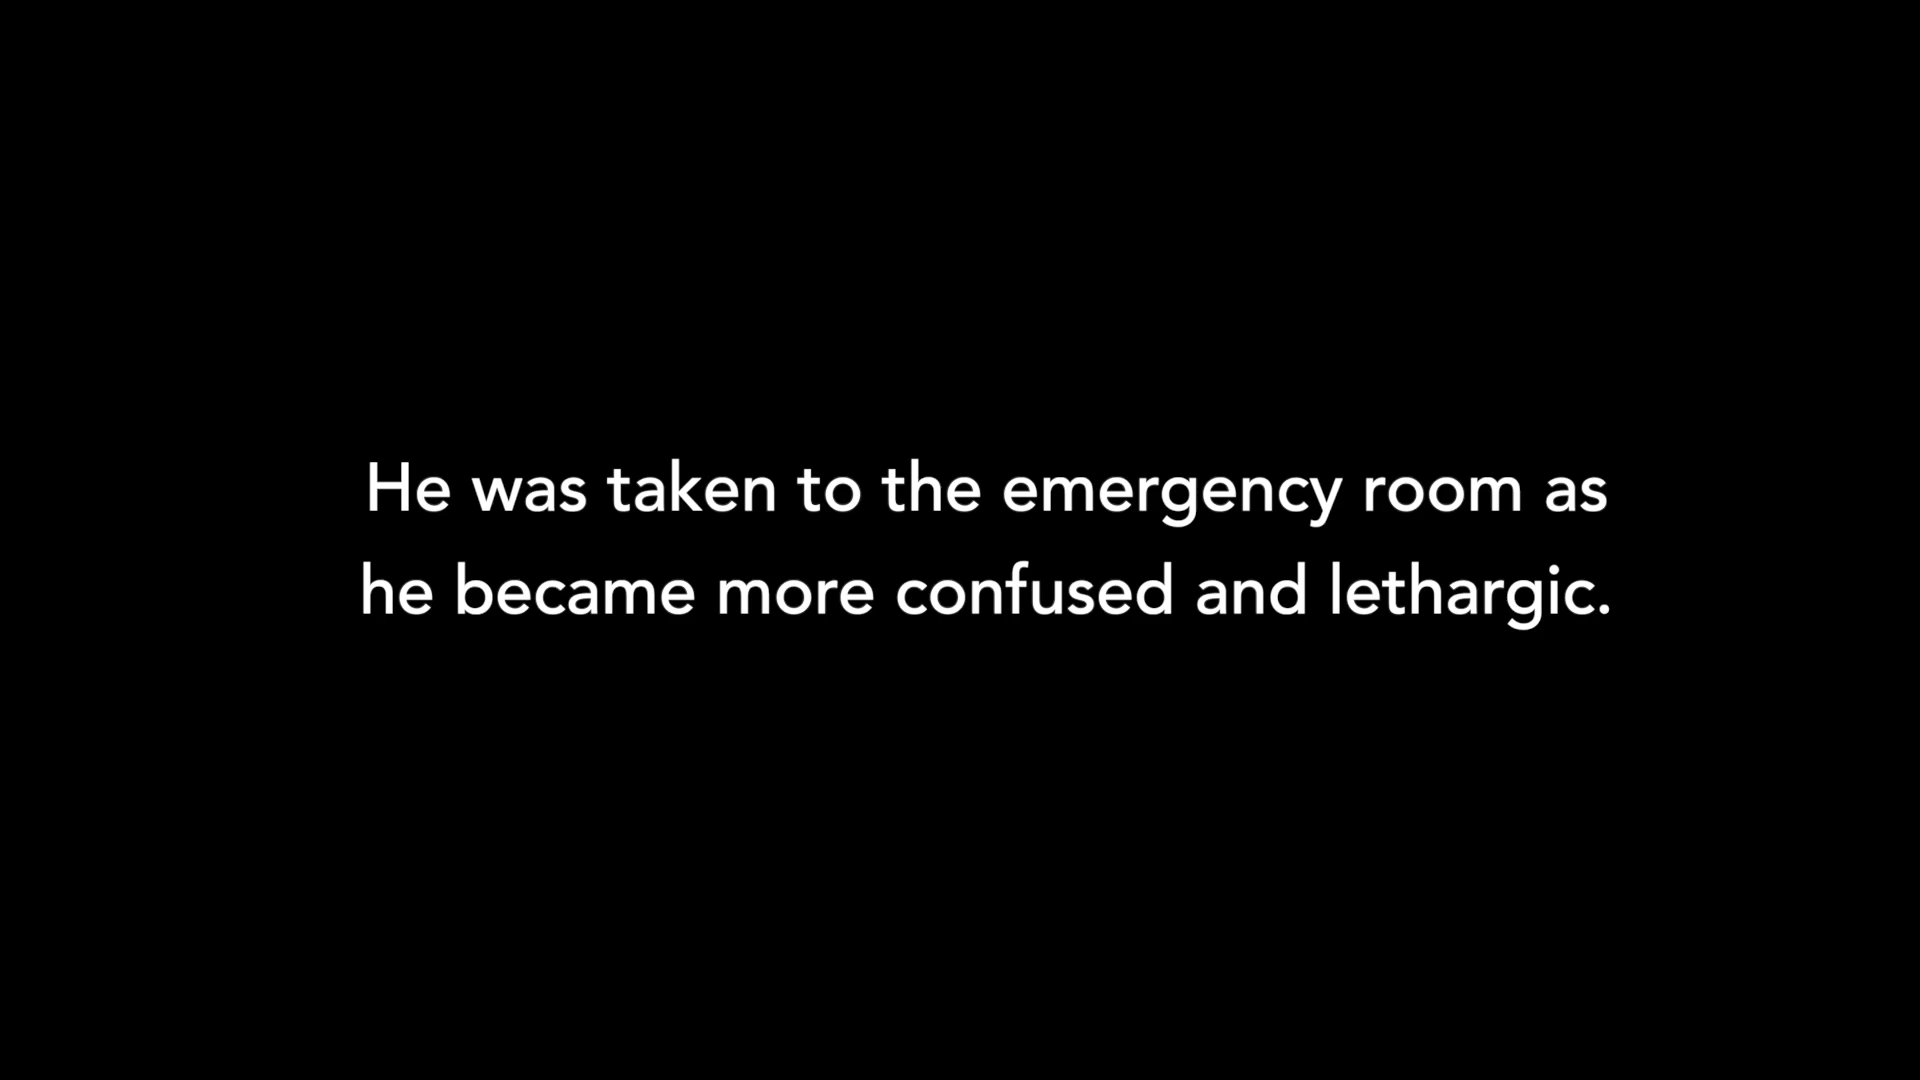 He was taken to the emergency room as
he became more confused and lethargic.